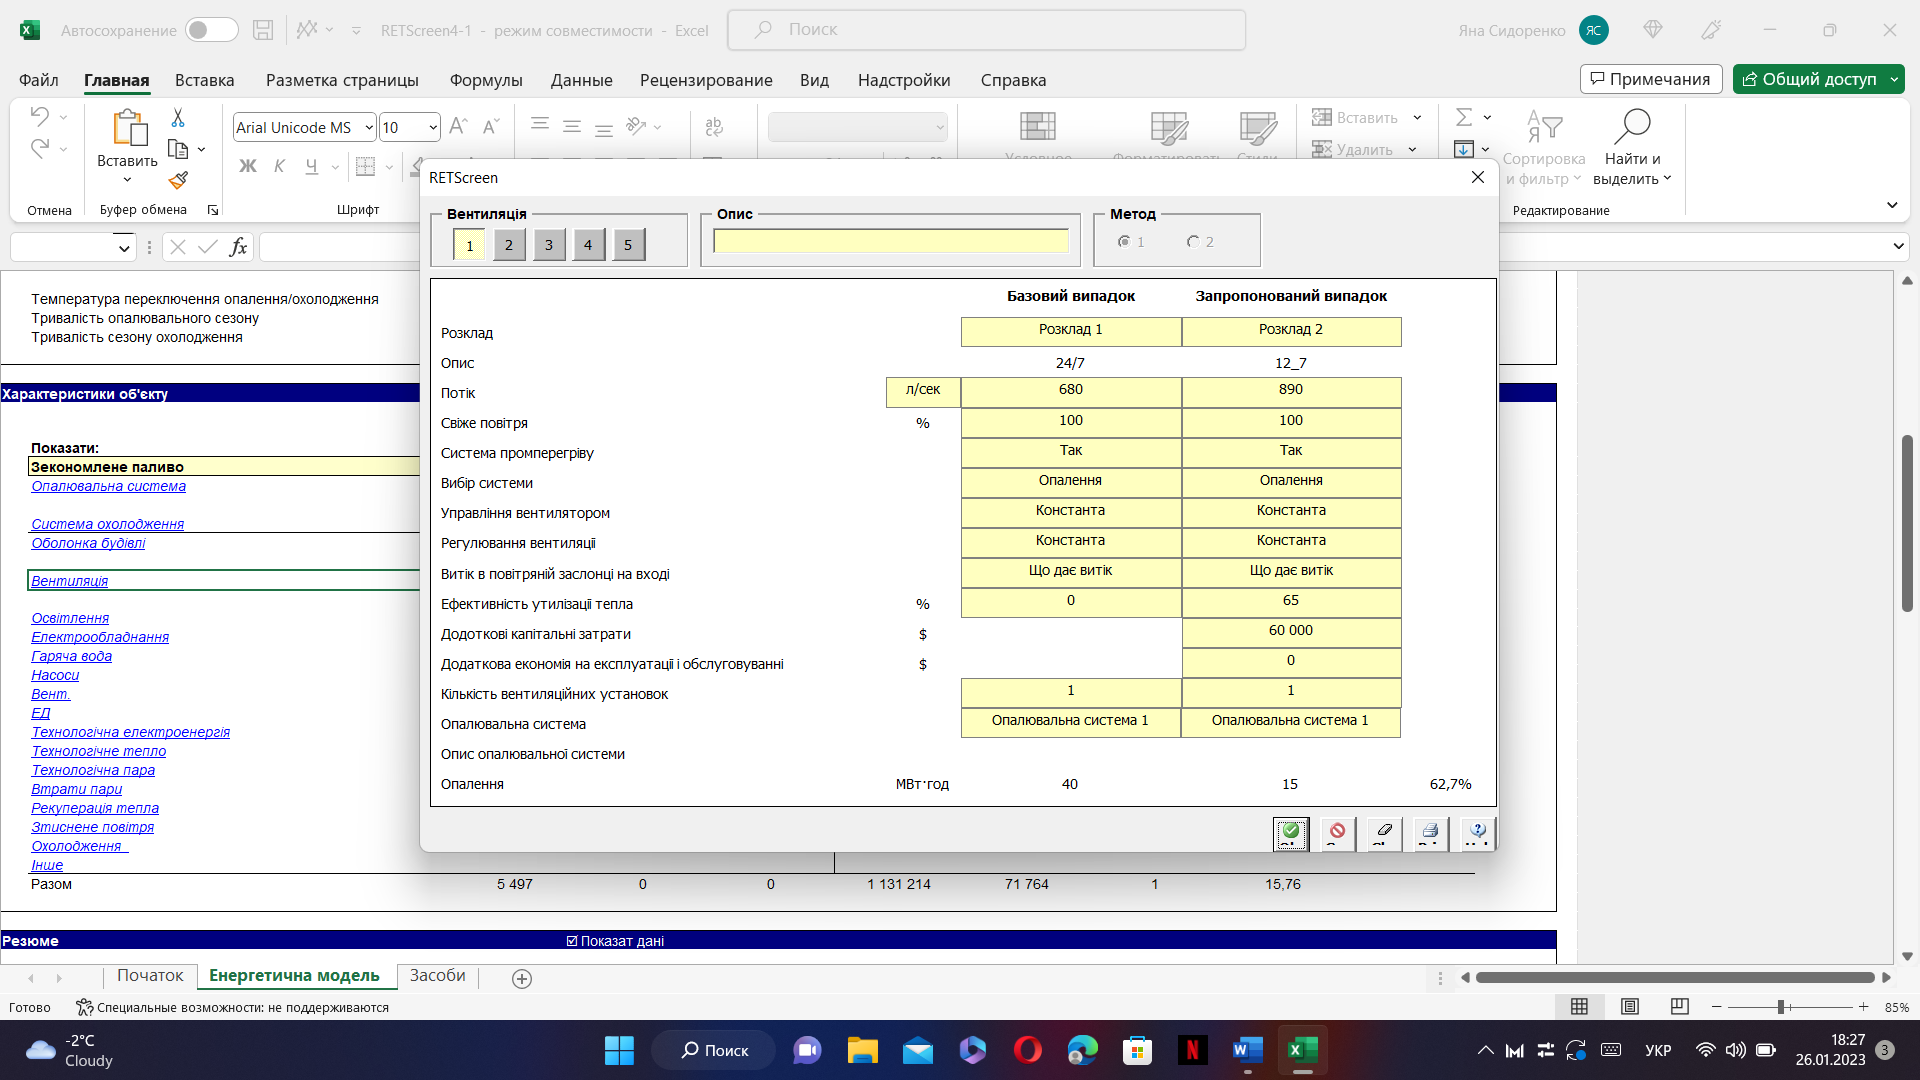 Автосохранение
RETScreen4-1 - режим совместимости - Excel
Поиск
Яна Сидоренко
ЯС
Файл Главная Вставка Разметка страницы Формулы Данные Рецензирование Вид Надстройки Справка
Примечания
Общий доступ
Вставить
Arial Unicode MS
10
Ж К Ч
Вставить
Удалить
Сортировка
и фильтр
Найти и
выделить
Отмена
Буфер обмена
Шрифт
Редактирование
fx
RETScreen
Вентиляція
1 2 3 4 5
Опис
Метод
1 2
Базовий випадок Запропонований випадок
Розклад Розклад 1 Розклад 2
Опис 24/7 12_7
Потік л/сек 680 890
Свіже повітря % 100 100
Система промперегріву Так Так
Вибір системи Опалення Опалення
Управління вентилятором Константа Константа
Регулювання вентиляції Константа Константа
Витік в повітряній заслонці на вході Що дає витік Що дає витік
Ефективність утилізації тепла % 0 65
Додоткові капітальні затрати $ 60 000
Додаткова економія на експлуатації і обслуговуванні $ 0
Кількість вентиляційних установок 1 1
Опалювальна система Опалювальна система 1 Опалювальна система 1
Опис опалювальної системи
Опалення МВт·год 40 15 62,7%
Температура переключення опалення/охолодження
Тривалість опалювального сезону
Тривалість сезону охолодження
Характеристики об'єкту
Показати:
Зекономлене паливо
Опалювальна система
Система охолодження
Оболонка будівлі
Вентиляція
Освітлення
Електрообладнання
Гаряча вода
Насоси
Вент.
ЕД
Технологічна електроенергія
Технологічне тепло
Технологічна пара
Втрати пари
Рекуперація тепла
Зтиснене повітря
Охолодження
Інше
Разом 5 497 0 0 1 131 214 71 764 1 15,76
Резюме Показат дані
Початок Енергетична модель Засоби
Готово Специальные возможности: не поддерживаются
85%
-2°C
Cloudy
Поиск
УКР
18:27
26.01.2023
3